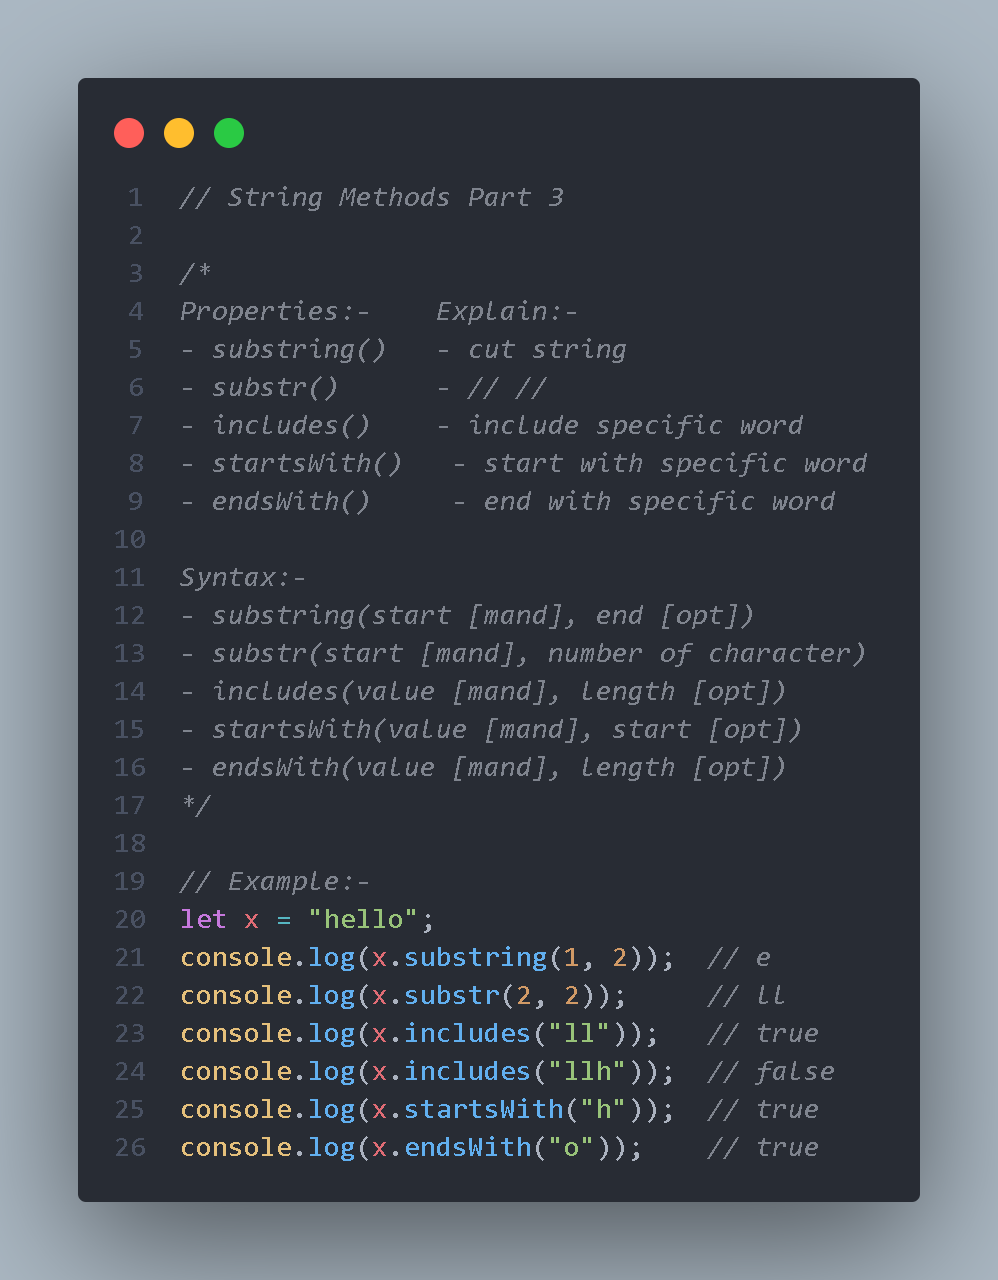 1 // String Methods Part 3
2
3 /*
4 Properties:-    Explain:-
5 - substring()   - cut string
6 - substr()      - // //
7 - includes()    - include specific word
8 - startsWith()   - start with specific word
9 - endsWith()     - end with specific word
10
11 Syntax:-
12 - substring(start [mand], end [opt])
13 - substr(start [mand], number of character)
14 - includes(value [mand], length [opt])
15 - startsWith(value [mand], start [opt])
16 - endsWith(value [mand], length [opt])
17 */
18
19 // Example:-
20 let x = "hello";
21 console.log(x.substring(1, 2));  // e
22 console.log(x.substr(2, 2));     // ll
23 console.log(x.includes("ll"));   // true
24 console.log(x.includes("llh"));  // false
25 console.log(x.startsWith("h"));  // true
26 console.log(x.endsWith("o"));    // true